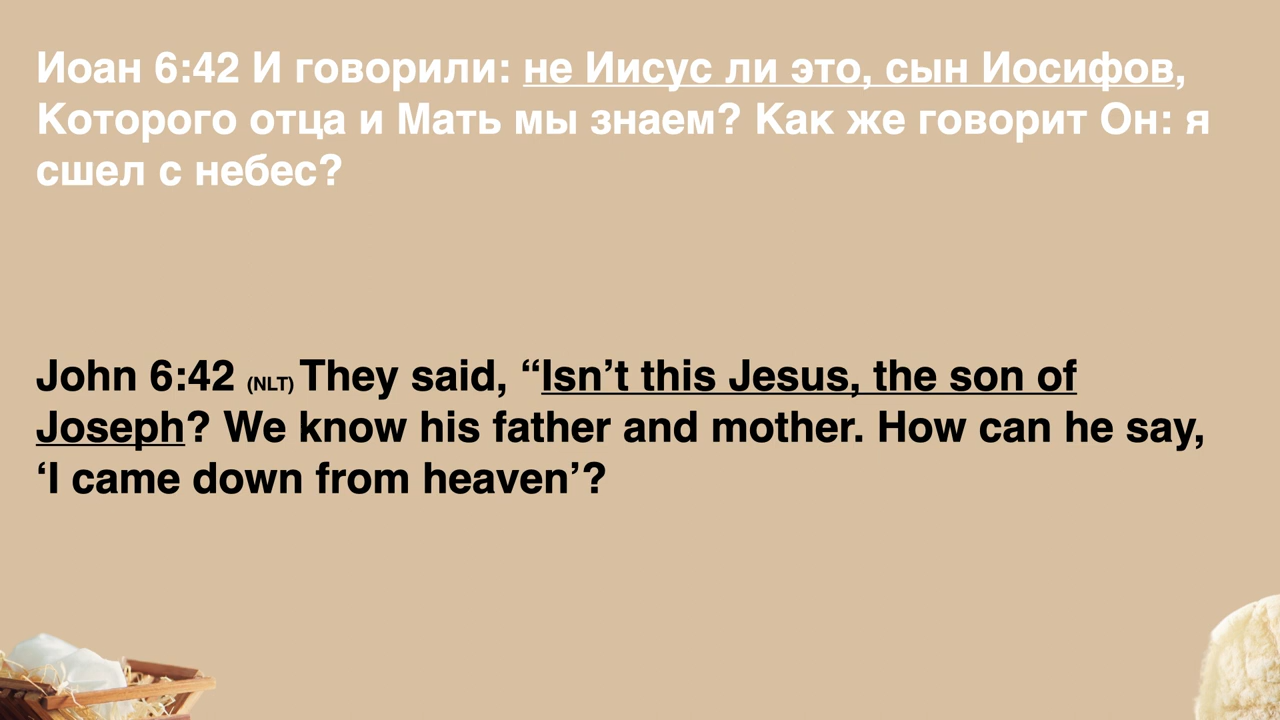 Иоан 6:42 И говорили: не Иисус ли это, сын Иосифов,
Которого отца и Мать мы знаем? Как же говорит Он: я
сшел с небес?
John 6:42 (NLT) They said, “Isn’t this Jesus, the son of
Joseph? We know his father and mother. How can he say,
‘I came down from heaven’?